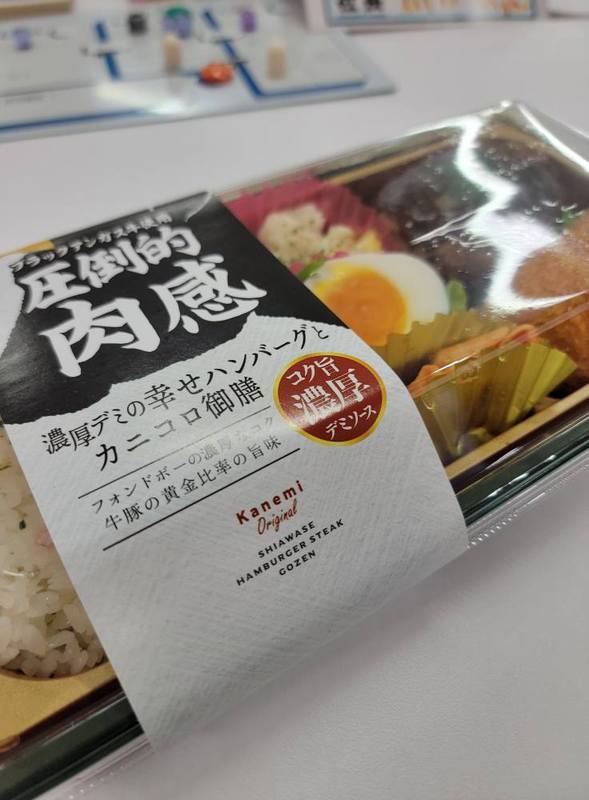 ブラックアンガス牛使用
圧倒的
肉感
濃厚デミの幸せハンバーグと
カニコロ御膳
コク旨
濃厚
デミソース
フォンドボーの濃厚なコク
牛豚の黄金比率の旨味
Kanemi
Original
SHIAWASE
HAMBURGER STEAK
GOZEN